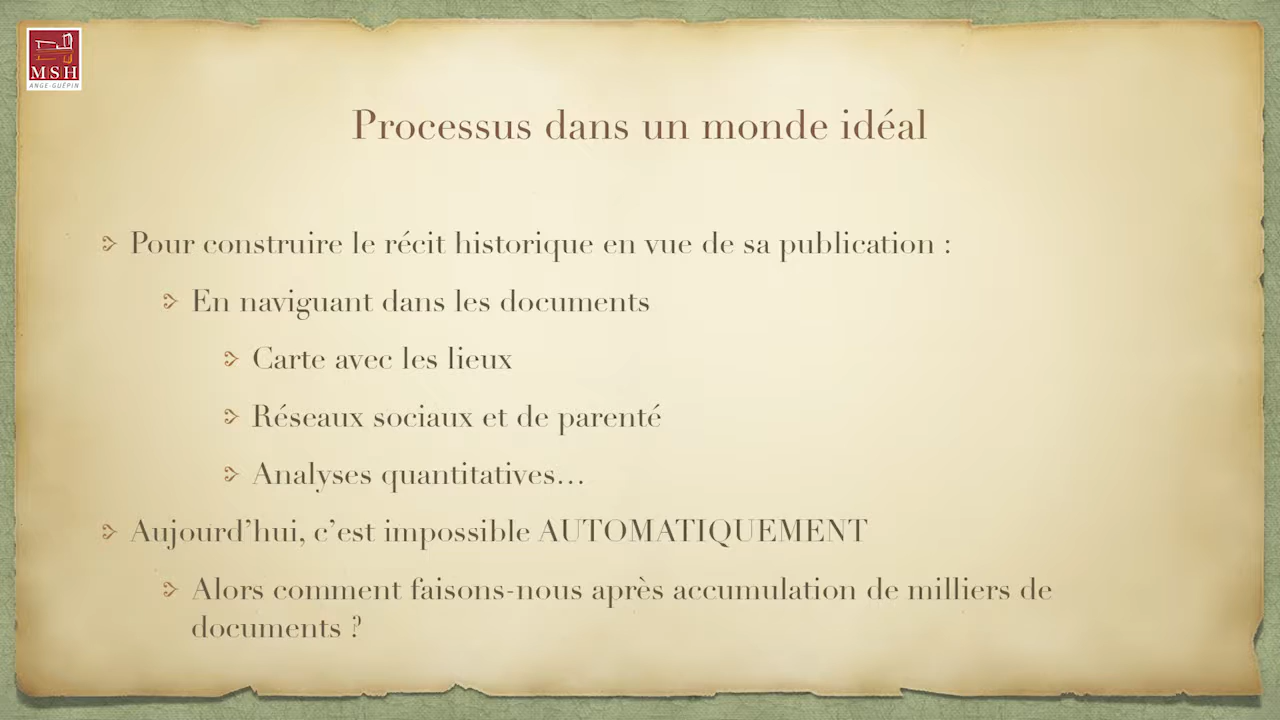 MSH
ANGE-GUÉPIN
Processus dans un monde idéal
Pour construire le récit historique en vue de sa publication :
En naviguant dans les documents
Carte avec les lieux
Réseaux sociaux et de parenté
Analyses quantitatives…
Aujourd’hui, c’est impossible AUTOMATIQUEMENT
Alors comment faisons-nous après accumulation de milliers de
documents ?